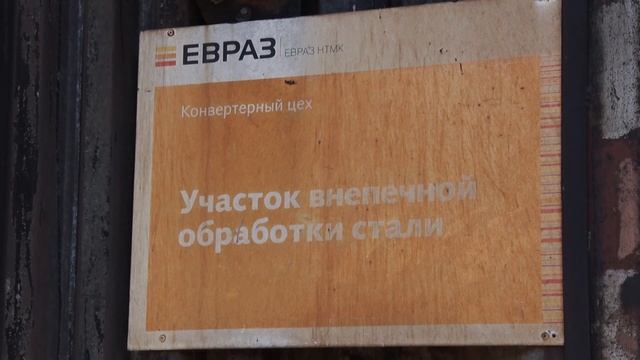 ЕВРАЗ ЕВРАЗ НТМК
Конвертерный цех
Участок внепечной
обработки стали